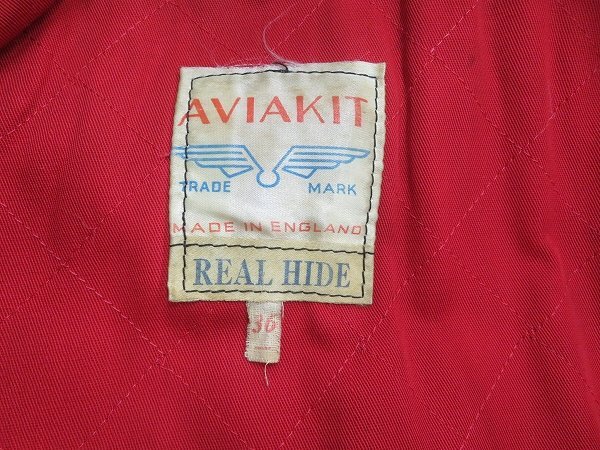 AVIAKIT
TRADE MARK
MADE IN ENGLAND
REAL HIDE
36